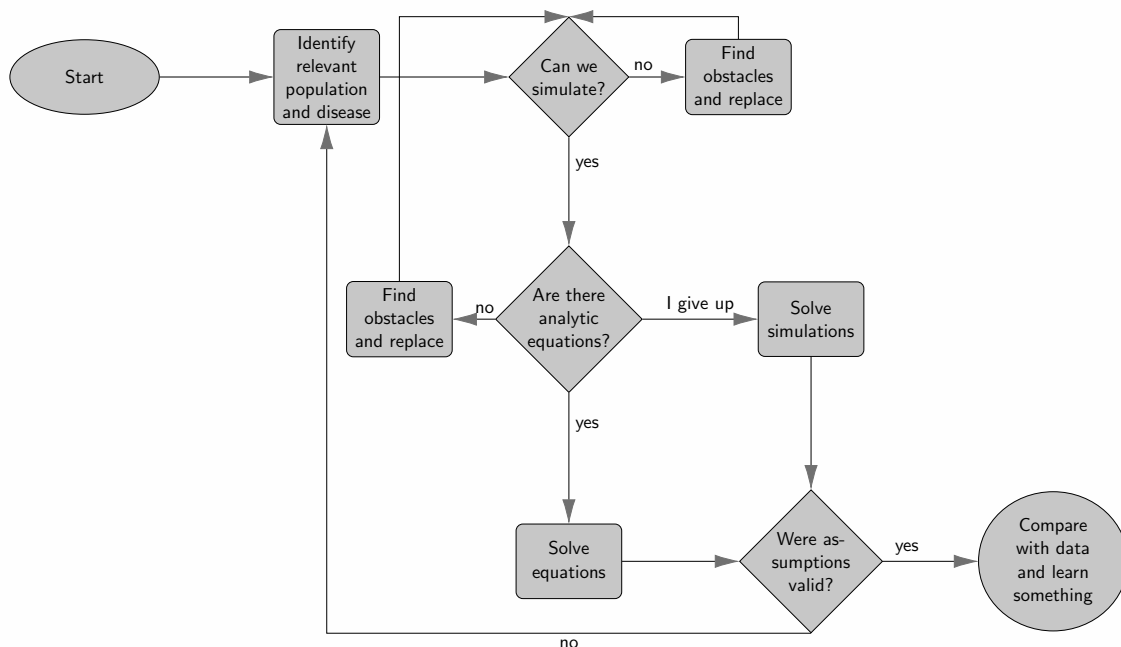 Start
Identify
relevant
population
and disease
Can we
simulate?
no
Find
obstacles
and replace
yes
Find
obstacles
and replace
no
Are there
analytic
equations?
I give up
Solve
simulations
yes
Solve
equations
Were as-
sumptions
valid?
yes
Compare
with data
and learn
something
no